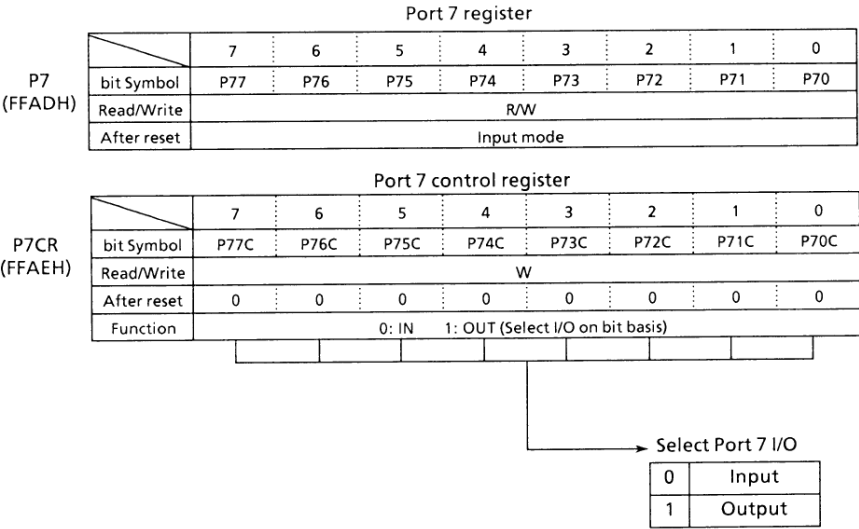 Port 7 register
7 6 5 4 3 2 1 0
P7 (FFADH)
bit Symbol P77 P76 P75 P74 P73 P72 P71 P70
Read/Write R/W
After reset Input mode
Port 7 control register
7 6 5 4 3 2 1 0
P7CR (FFAEH)
bit Symbol P77C P76C P75C P74C P73C P72C P71C P70C
Read/Write W
After reset 0 0 0 0 0 0 0 0
Function 0: IN 1: OUT (Select I/O on bit basis)
Select Port 7 I/O
0 Input
1 Output